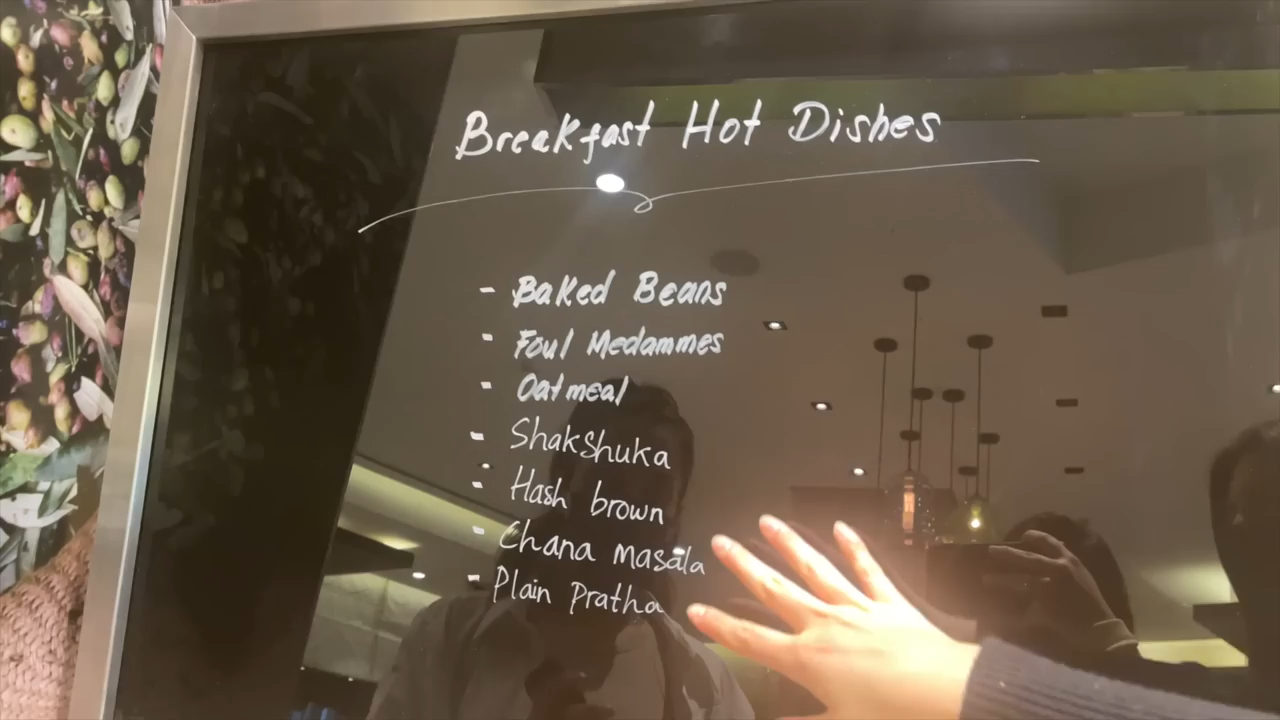 Breakfast Hot Dishes
- Baked Beans
- Foul Medammes
- Oatmeal
- Shakshuka
- Hash brown
- Chana masala
- Plain Pratha